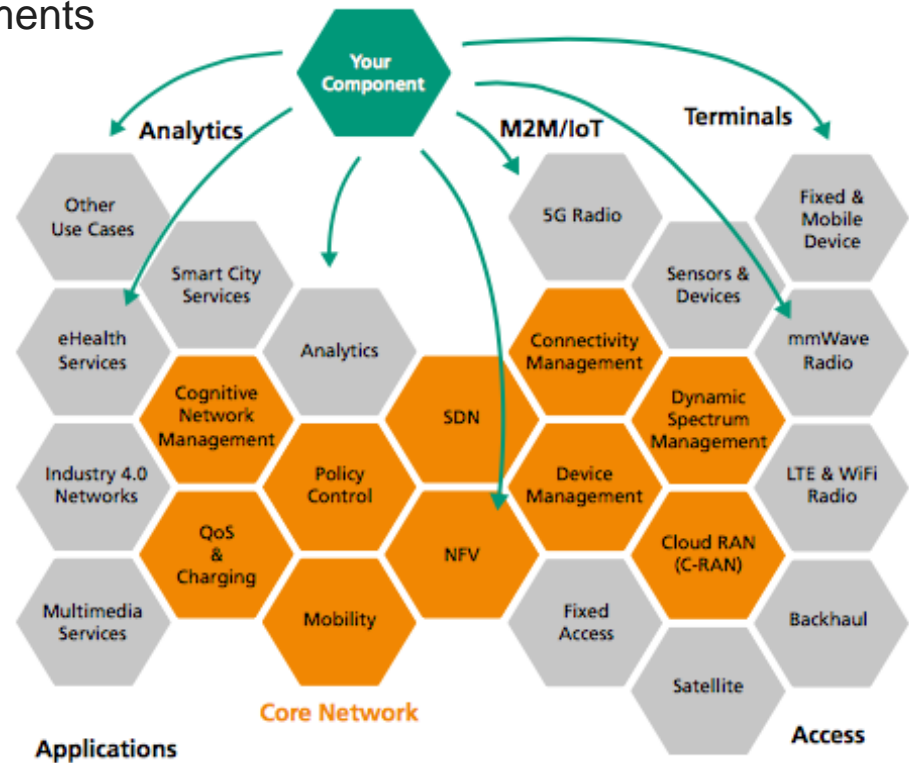 Your
Component
Analytics
M2M/IoT
Terminals
Other
Use Cases
5G Radio
Fixed &
Mobile
Device
Smart City
Services
Sensors &
Devices
eHealth
Services
Analytics
Connectivity
Management
mmWave
Radio
Cognitive
Network
Management
SDN
Dynamic
Spectrum
Management
Industry 4.0
Networks
Policy
Control
Device
Management
LTE & WiFi
Radio
QoS
&
Charging
NFV
Cloud RAN
(C-RAN)
Multimedia
Services
Mobility
Fixed
Access
Backhaul
Satellite
Core Network
Applications
Access